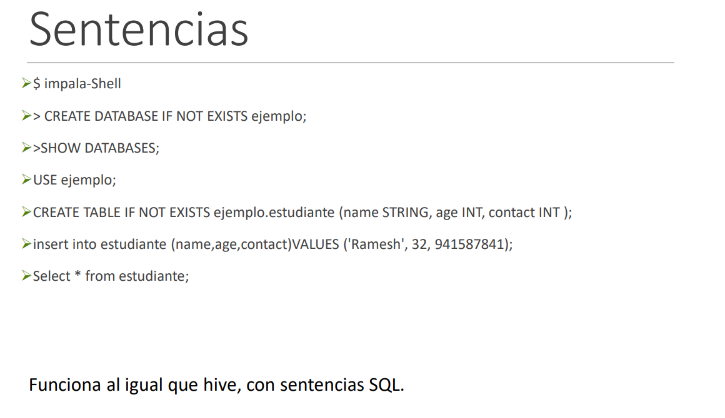 Sentencias
➢$ impala-Shell
➢> CREATE DATABASE IF NOT EXISTS ejemplo;
➢>SHOW DATABASES;
➢USE ejemplo;
➢CREATE TABLE IF NOT EXISTS ejemplo.estudiante (name STRING, age INT, contact INT );
➢insert into estudiante (name,age,contact)VALUES ('Ramesh', 32, 941587841);
➢Select * from estudiante;
Funciona al igual que hive, con sentencias SQL.